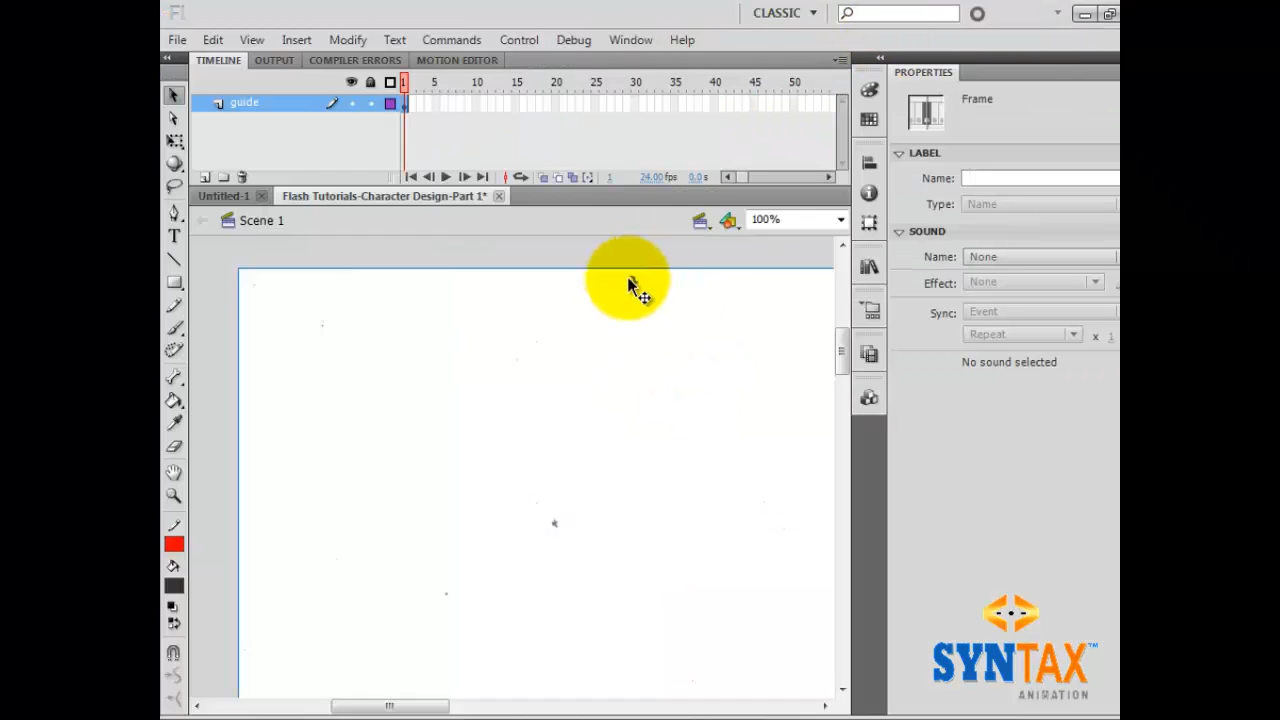 Fl
CLASSIC
File Edit View Insert Modify Text Commands Control Debug Window Help
TIMELINE OUTPUT COMPILER ERRORS MOTION EDITOR
PROPERTIES
1 5 10 15 20 25 30 35 40 45 50
guide
Frame
LABEL
Name:
Type: Name
1 24.00 fps 0.0 s
Untitled-1 Flash Tutorials-Character Design-Part 1*
Scene 1
100%
SOUND
Name: None
Effect: None
Sync: Event
Repeat x 1
No sound selected
T
SYNTAX™
ANIMATION